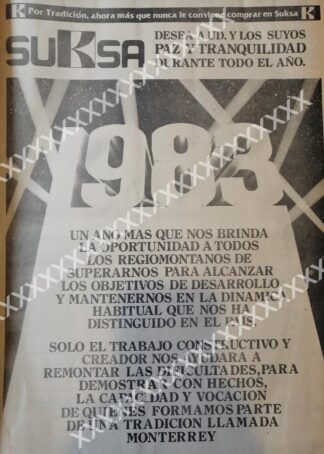 K Por Tradición, ahora más que nunca le conviene comprar en Suksa K
SUKSA
DESEA A UD. Y LOS SUYOS
PAZ Y TRANQUILIDAD
DURANTE TODO EL AÑO.
1983
UN AÑO MAS QUE NOS BRINDA
LA OPORTUNIDAD A TODOS
LOS REGIOMONTANOS DE
SUPERARNOS PARA ALCANZAR
LOS OBJETIVOS DE DESARROLLO
Y MANTENERNOS EN LA DINAMICA
HABITUAL QUE NOS HA
DISTINGUIDO EN EL PAIS.
SOLO EL TRABAJO CONSTRUCTIVO Y
CREADOR NOS AYUDARA A
REMONTAR LAS DIFICULTADES, PARA
DEMOSTRAR CON HECHOS,
LA CAPACIDAD Y VOCACION
DE QUIENES FORMAMOS PARTE
DE UNA TRADICION LLAMADA
MONTERREY